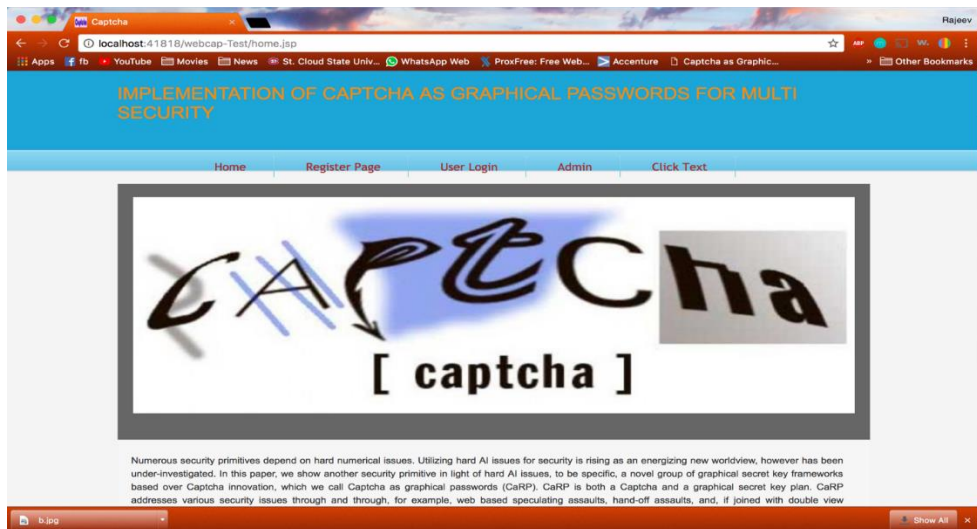 Captcha
Rajeev
localhost:41818/webcap-Test/home.jsp
ABP
W.
Apps fb YouTube Movies News St. Cloud State Univ... WhatsApp Web ProxFree: Free Web... Accenture Captcha as Graphic... » Other Bookmarks
IMPLEMENTATION OF CAPTCHA AS GRAPHICAL PASSWORDS FOR MULTI
SECURITY
Home Register Page User Login Admin Click Text
CAPtCha
[ captcha ]
Numerous security primitives depend on hard numerical issues. Utilizing hard AI issues for security is rising as an energizing new worldview, however has been
under-investigated. In this paper, we show another security primitive in light of hard AI issues, to be specific, a novel group of graphical secret key frameworks
based over Captcha innovation, which we call Captcha as graphical passwords (CaRP). CaRP is both a Captcha and a graphical secret key plan. CaRP
addresses various security issues through and through, for example, web based speculating assaults, hand-off assaults, and, if joined with double view
b.jpg
Show All